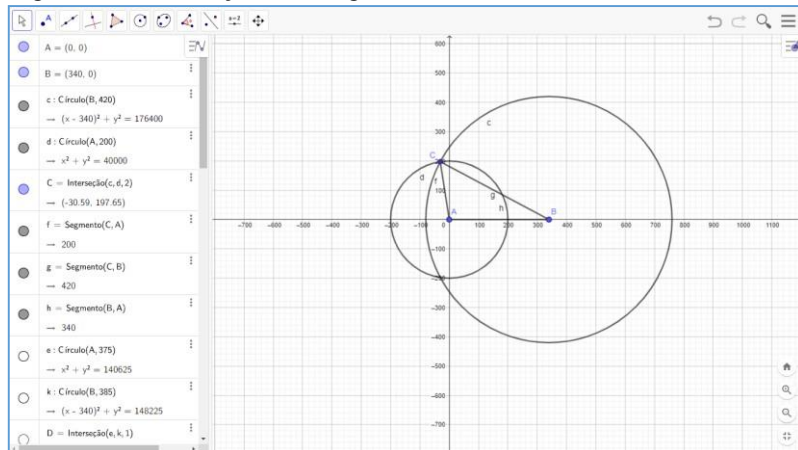 a=2
A = (0, 0)
B = (340, 0)
c : Círculo(B, 420)
→ (x - 340)² + y² = 176400
d : Círculo(A, 200)
→ x² + y² = 40000
C = Interseção(c, d, 2)
→ (-30.59, 197.65)
f = Segmento(C, A)
→ 200
g = Segmento(C, B)
→ 420
h = Segmento(B, A)
→ 340
e : Círculo(A, 375)
→ x² + y² = 140625
k : Círculo(B, 385)
→ (x - 340)² + y² = 148225
D = Interseção(e, k, 1)
600
500
400
300
c
C
d
f
100
g
h
A
B
-700 -600 -500 -400 -300 -200 -100 0 100 200 300 400 500 600 700 800 900 1000 1100
-100
-200
-300
-400
-500
-600
-700